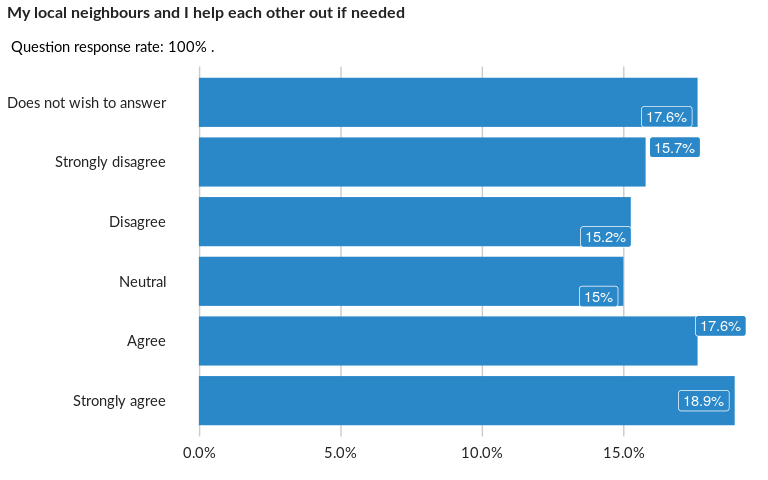 My local neighbours and I help each other out if needed
Question response rate: 100% .
Does not wish to answer
17.6%
Strongly disagree
15.7%
Disagree
15.2%
Neutral
15%
Agree
17.6%
Strongly agree
18.9%
0.0% 5.0% 10.0% 15.0%